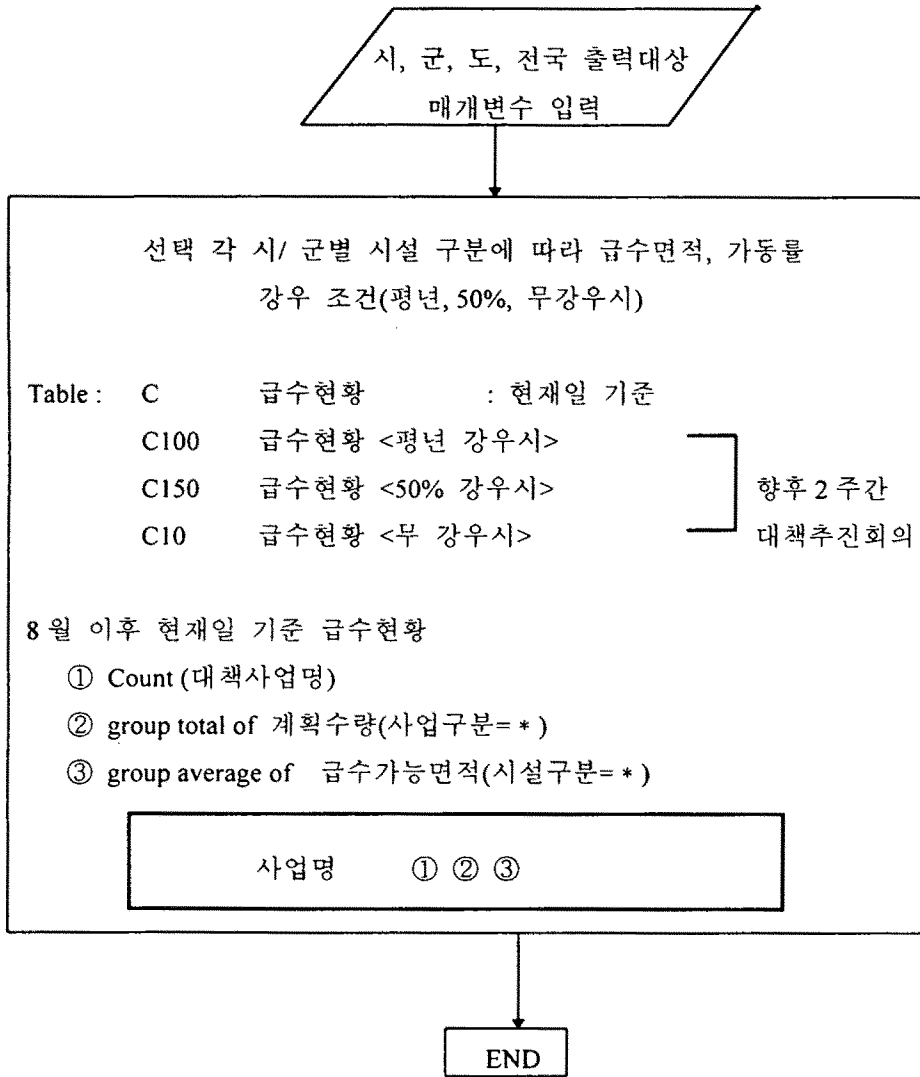 시, 군, 도, 전국 출력대상
매개변수 입력
선택 각 시/ 군별 시설 구분에 따라 급수면적, 가동률
강우 조건(평년, 50%, 무강우시)
Table : C 급수현황 : 현재일 기준
C100 급수현황 <평년 강우시>
C150 급수현황 <50% 강우시> 향후 2 주간
C10 급수현황 <무 강우시> 대책추진회의
8 월 이후 현재일 기준 급수현황
① Count (대책사업명)
② group total of 계획수량(사업구분= * )
③ group average of 급수가능면적(시설구분= * )
사업명 ① ② ③
END